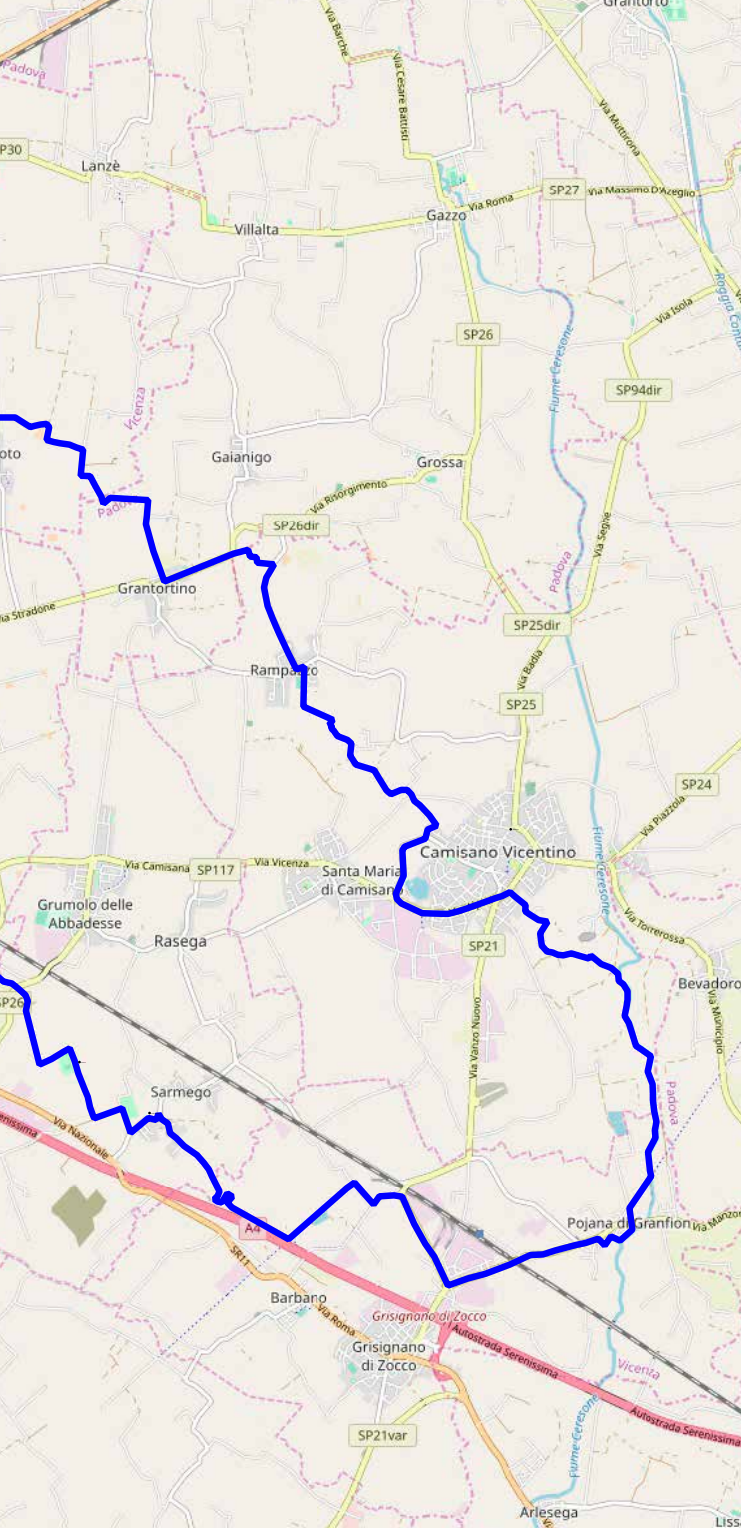 Grantorto
Via Barche
Padova
Via Cesare Battisti
Via Muttirona
SP30
Lanzè
SP27
Via Massimo D'Azeglio
Via Roma
Gazzo
Villalta
Via Isola
SP26
Fiume Ceresone
SP94dir
Vicenza
oto
Gaianigo
Grossa
Via Risorgimento
Padova
SP26dir
Via Seghe
Padova
Grantortino
Via Stradone
SP25dir
Rampazzo
Via Badia
SP25
SP24
Via Piazzola
Camisano Vicentino
Via Camisana
SP117
Via Vicenza
Santa Maria
di Camisano
Fiume Ceresone
Grumolo delle
Abbadesse
Via Torrerossa
Rasega
SP21
Bevadoro
SP26
Via Municipio
Via Vanzo Nuovo
Sarmego
Padova
Via Nazionale
erenissima
Pojana di Granfion
Via Manzon
A4
SR11
Barbano
Via Roma
Grisignano di Zocco
Autostrada Serenissima
Grisignano
di Zocco
Vicenza
Autostrada Serenissima
Fiume Ceresone
SP21var
Arlesega
Liss